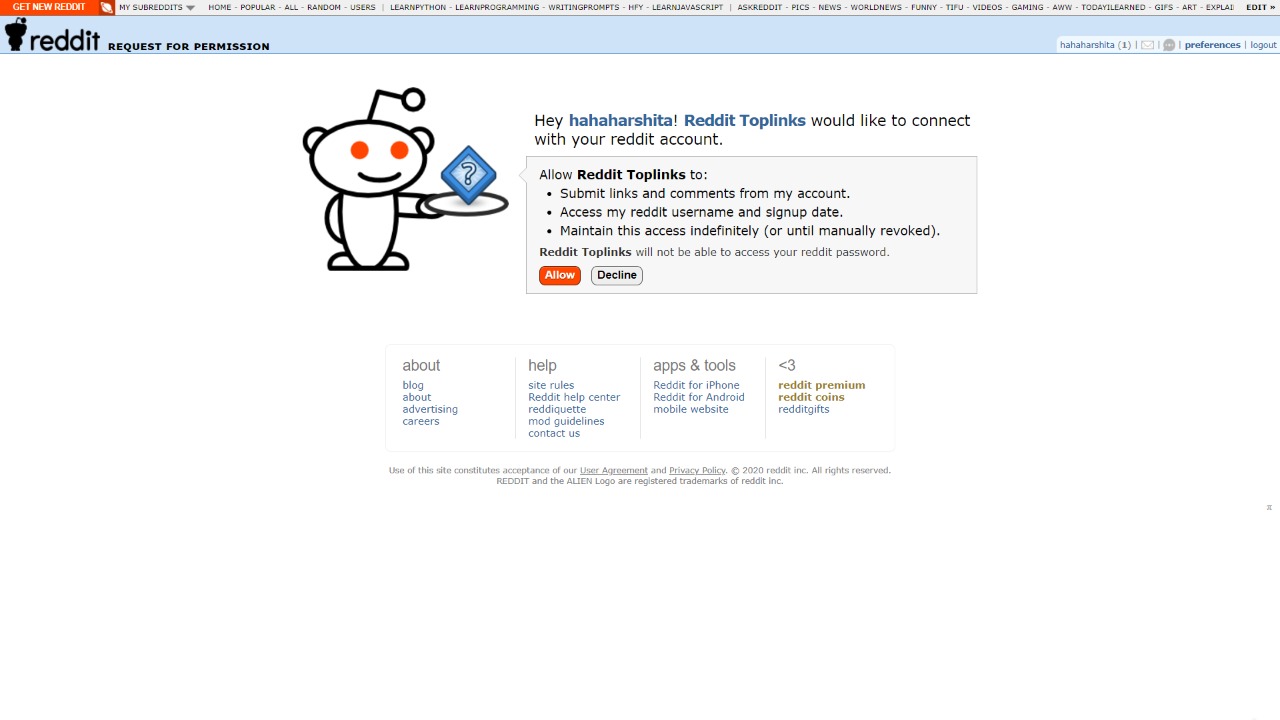 GET NEW REDDIT MY SUBREDDITS HOME - POPULAR - ALL - RANDOM - USERS | LEARNPYTHON - LEARNPROGRAMMING - WRITINGPROMPTS - HFY - LEARNJAVASCRIPT | ASKREDDIT - PICS - NEWS - WORLDNEWS - FUNNY - TIFU - VIDEOS - GAMING - AWW - TODAYILEARNED - GIFS - ART - EXPLAI EDIT »
reddit REQUEST FOR PERMISSION
hahaharshita (1) | | | preferences | logout
?
Hey hahaharshita! Reddit Toplinks would like to connect
with your reddit account.
Allow Reddit Toplinks to:
• Submit links and comments from my account.
• Access my reddit username and signup date.
• Maintain this access indefinitely (or until manually revoked).
Reddit Toplinks will not be able to access your reddit password.
Allow Decline
about
blog
about
advertising
careers
help
site rules
Reddit help center
reddiquette
mod guidelines
contact us
apps & tools
Reddit for iPhone
Reddit for Android
mobile website
<3
reddit premium
reddit coins
redditgifts
Use of this site constitutes acceptance of our User Agreement and Privacy Policy. © 2020 reddit inc. All rights reserved.
REDDIT and the ALIEN Logo are registered trademarks of reddit inc.
π